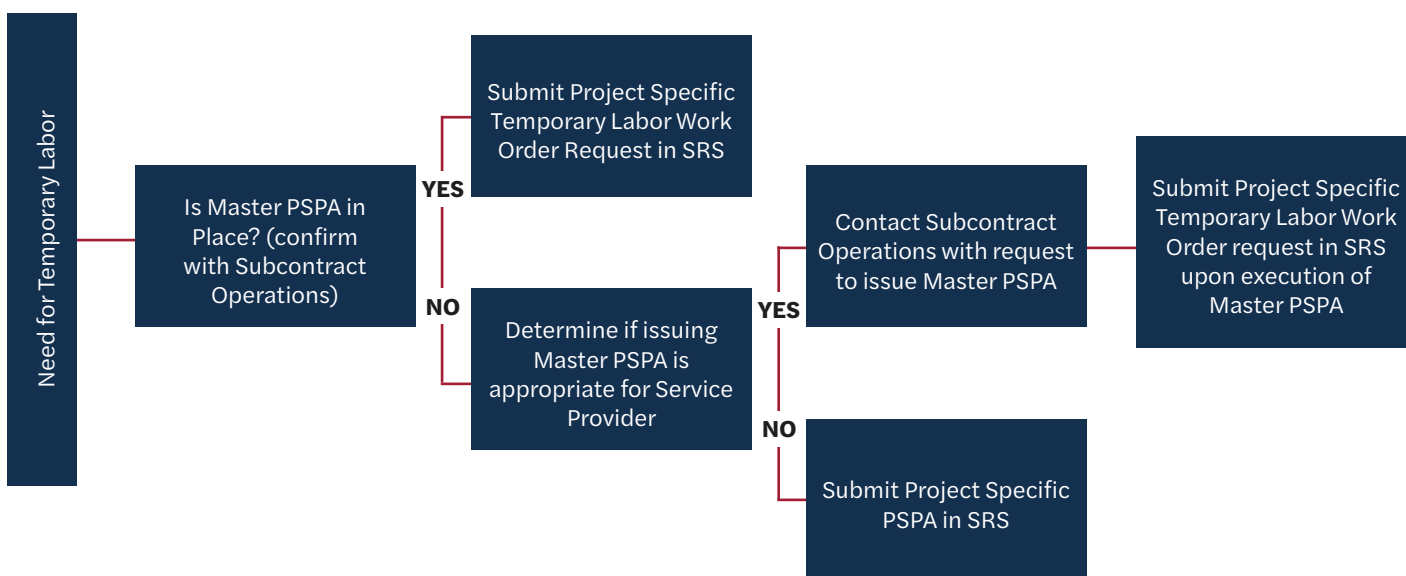 Need for Temporary Labor
Is Master PSPA in
Place? (confirm
with Subcontract
Operations)
YES
NO
Submit Project Specific
Temporary Labor Work
Order Request in SRS
Determine if issuing
Master PSPA is
appropriate for Service
Provider
YES
NO
Contact Subcontract
Operations with request
to issue Master PSPA
Submit Project Specific
PSPA in SRS
Submit Project Specific
Temporary Labor Work
Order request in SRS
upon execution of
Master PSPA